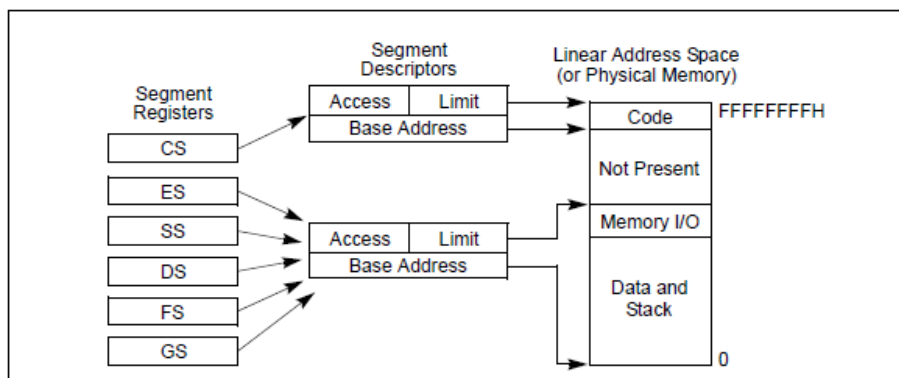 Segment
Registers
CS
ES
SS
DS
FS
GS
Segment
Descriptors
Access Limit
Base Address
Access Limit
Base Address
Linear Address Space
(or Physical Memory)
Code
FFFFFFFFH
Not Present
Memory I/O
Data and
Stack
0